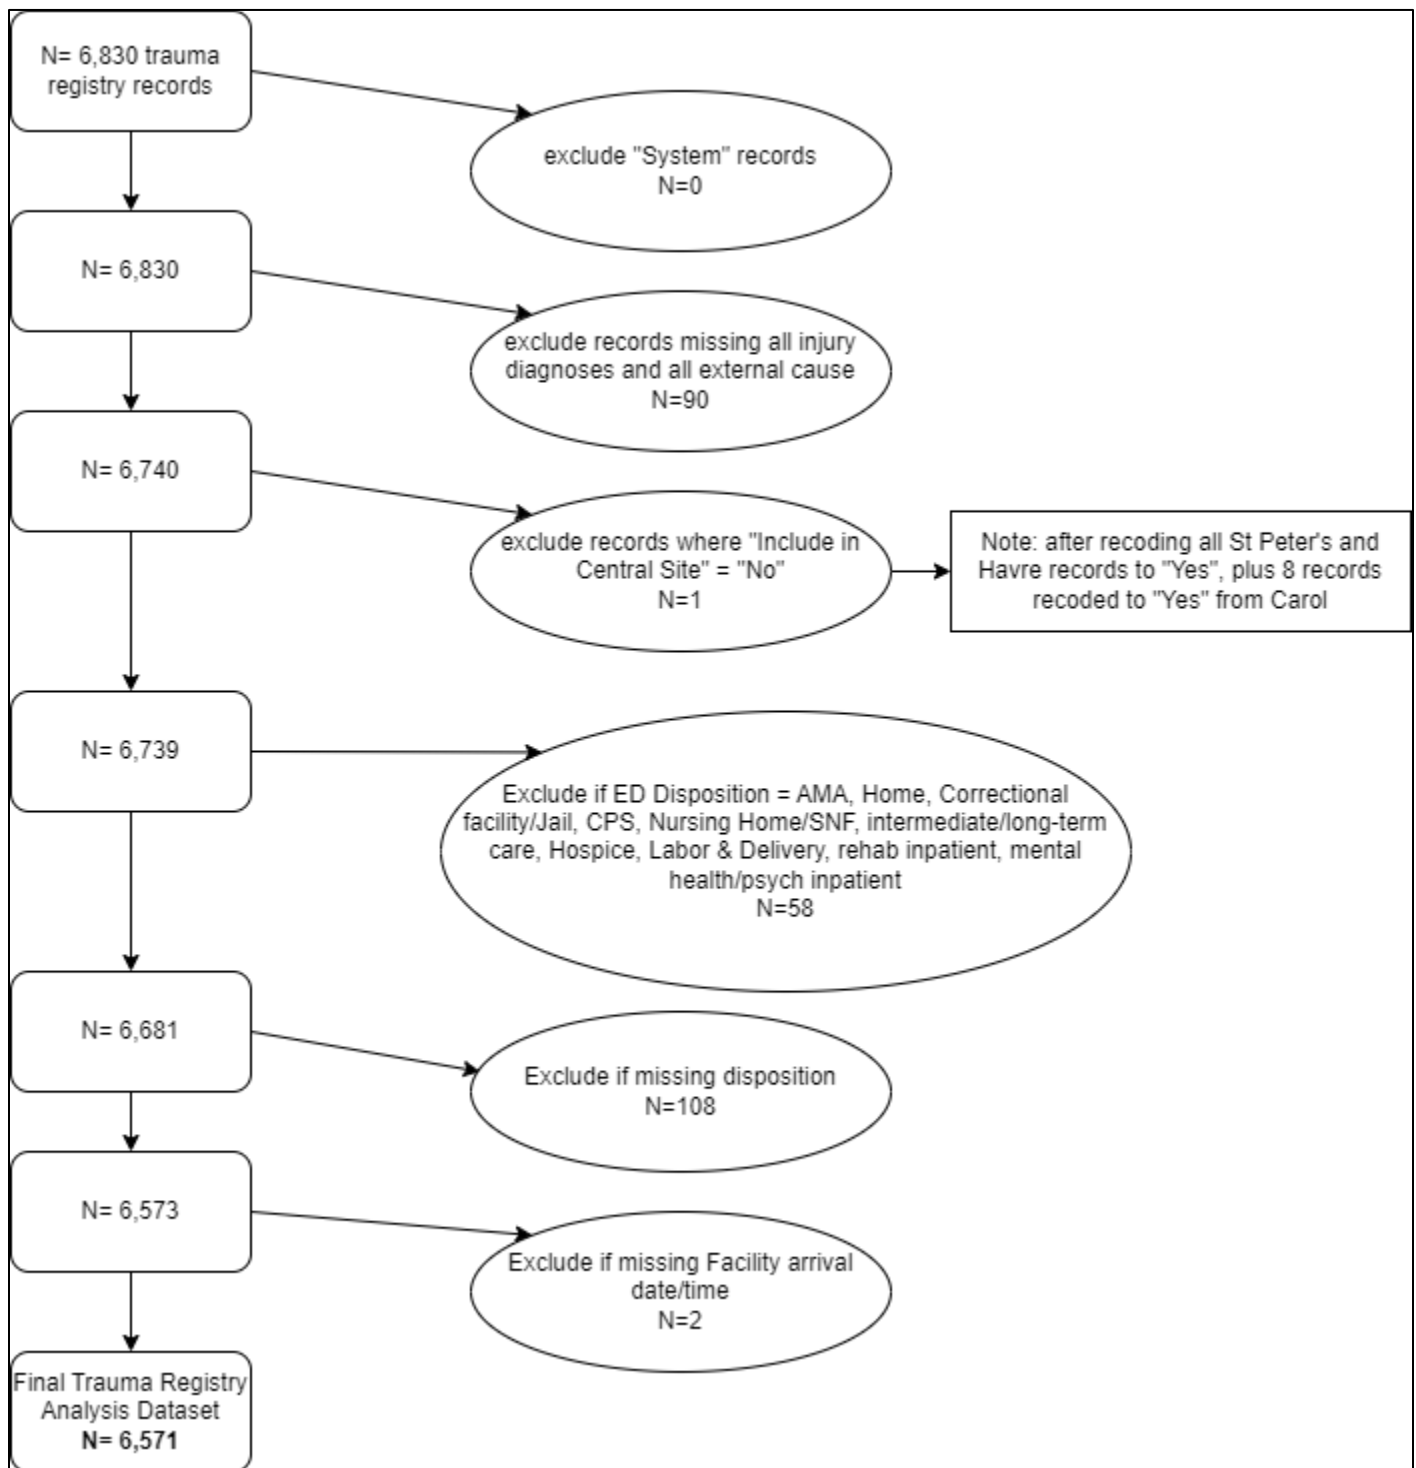 N= 6,830 trauma
registry records
exclude "System" records
N=0
N= 6,830
exclude records missing all injury
diagnoses and all external cause
N=90
N= 6,740
exclude records where "Include in
Central Site" = "No"
N=1
Note: after recoding all St Peter's and
Havre records to "Yes", plus 8 records
recoded to "Yes" from Carol
N= 6,739
Exclude if ED Disposition = AMA, Home, Correctional
facility/Jail, CPS, Nursing Home/SNF, intermediate/long-term
care, Hospice, Labor & Delivery, rehab inpatient, mental
health/psych inpatient
N=58
N= 6,681
Exclude if missing disposition
N=108
N= 6,573
Exclude if missing Facility arrival
date/time
N=2
Final Trauma Registry
Analysis Dataset
N= 6,571